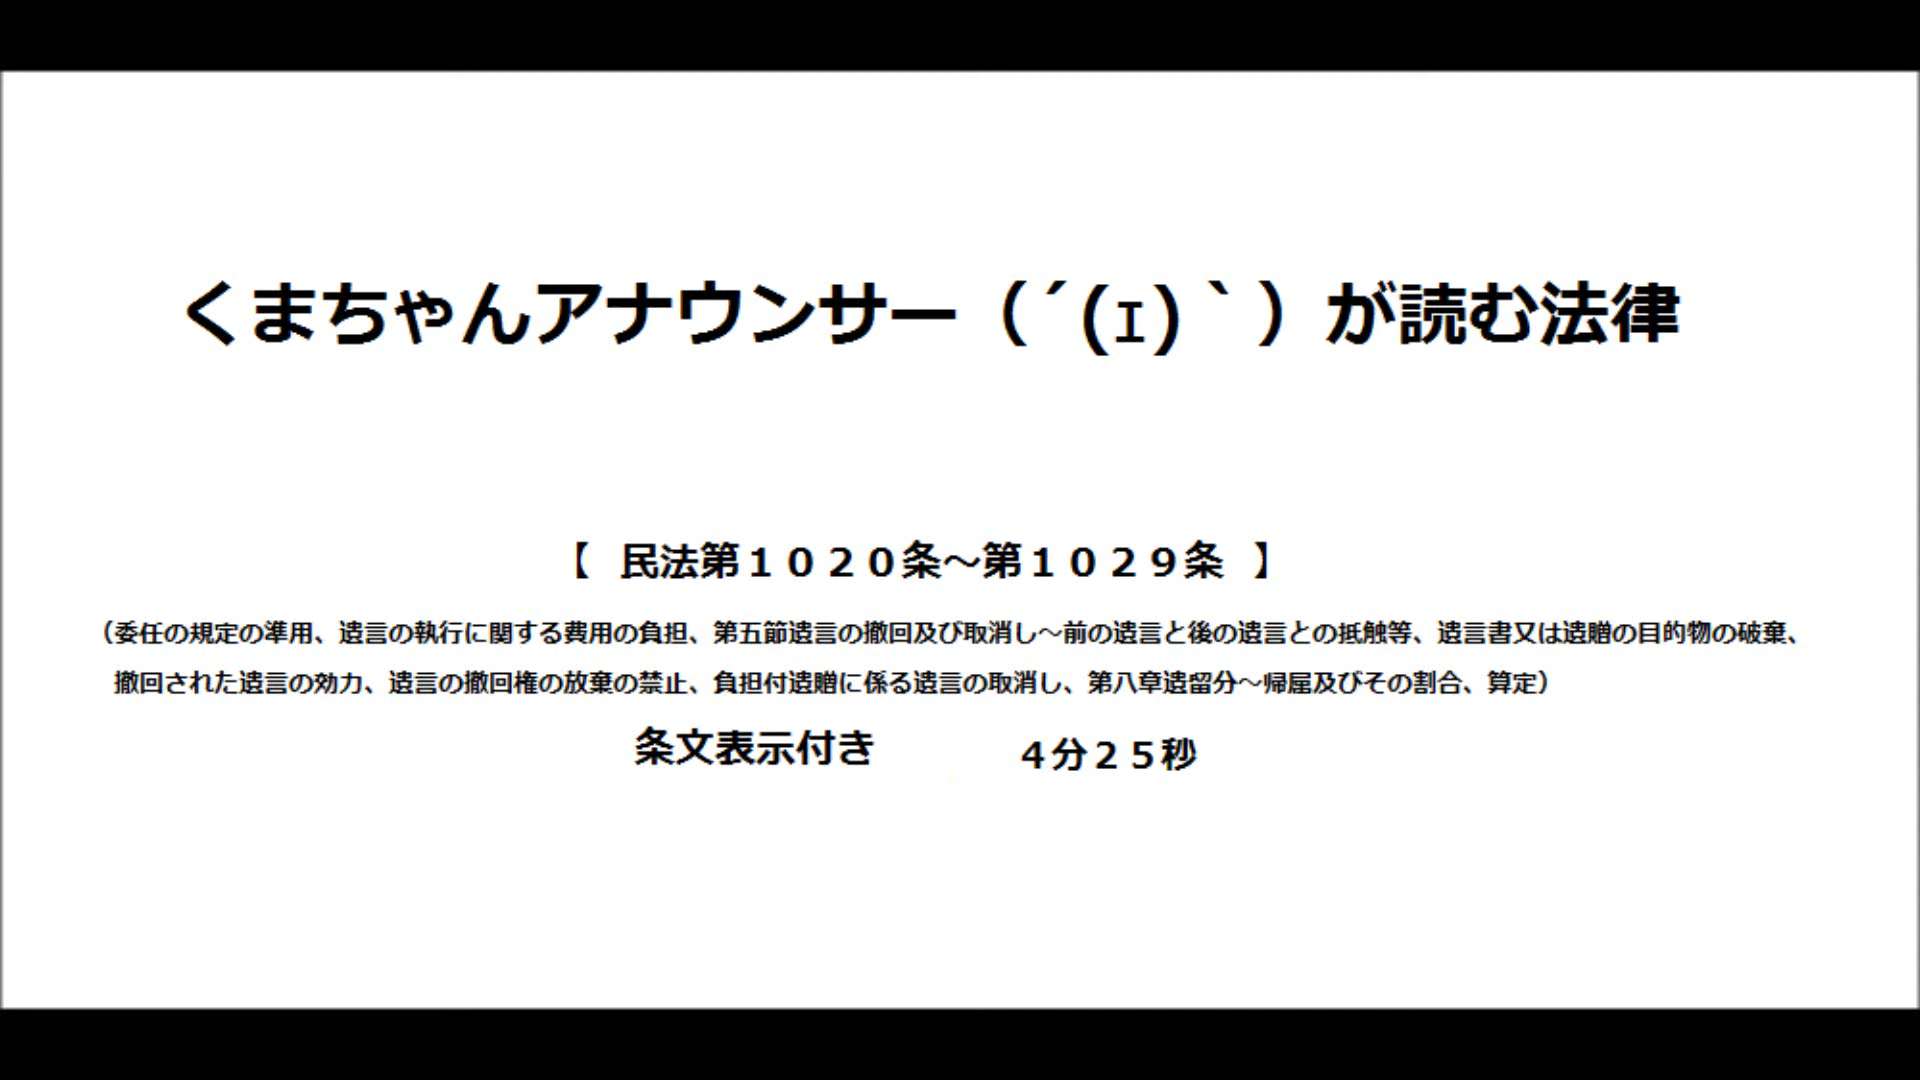 くまちゃんアナウンサー（´(ｪ)｀）が読む法律
【　民法第１０２０条～第１０２９条　】
（委任の規定の準用、遺言の執行に関する費用の負担、第五節遺言の撤回及び取消し～前の遺言と後の遺言との抵触等、遺言書又は遺贈の目的物の破棄、
撤回された遺言の効力、遺言の撤回権の放棄の禁止、負担付遺贈に係る遺言の取消し、第八章遺留分～帰属及びその割合、算定）
条文表示付き　　　４分２５秒